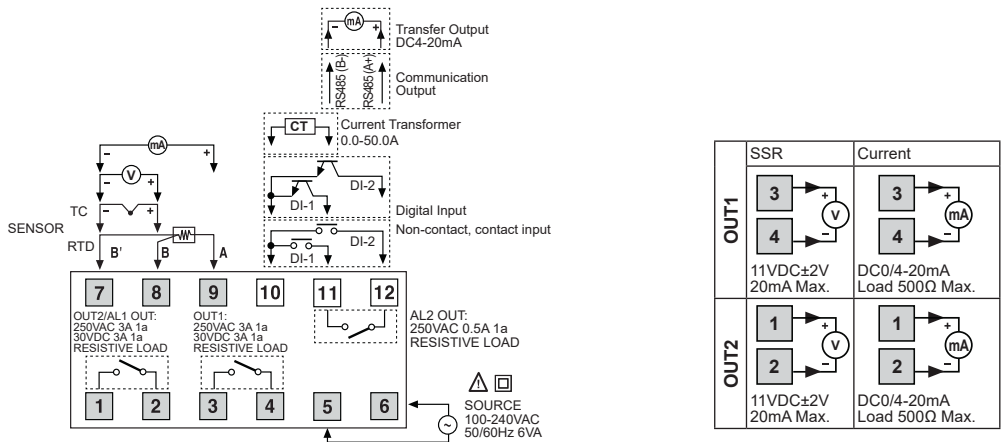 mA
Transfer Output
DC4-20mA
RS485(B-)
RS485(A+)
Communication
Output
CT
Current Transformer
0.0-50.0A
mA
V
TC
SENSOR
RTD
B'
B
A
DI-2
DI-1
Digital Input
Non-contact, contact input
DI-2
DI-1
7
8
9
10
11
12
OUT2/AL1 OUT:
250VAC 3A 1a
30VDC 3A 1a
RESISTIVE LOAD
OUT1:
250VAC 3A 1a
30VDC 3A 1a
RESISTIVE LOAD
AL2 OUT:
250VAC 0.5A 1a
RESISTIVE LOAD
1
2
3
4
5
6
SOURCE
100-240VAC
50/60Hz 6VA
SSR
Current
OUT1
3
4
+
V
−
11VDC±2V
20mA Max.
3
4
+
mA
−
DC0/4-20mA
Load 500Ω Max.
OUT2
1
2
+
V
−
11VDC±2V
20mA Max.
1
2
+
mA
−
DC0/4-20mA
Load 500Ω Max.